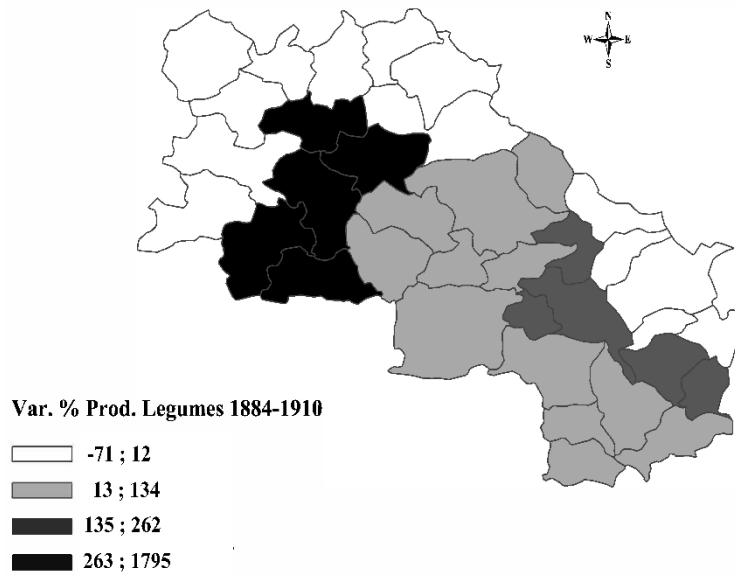 N
W E
S
Var. % Prod. Legumes 1884-1910
-71 ; 12
13 ; 134
135 ; 262
263 ; 1795